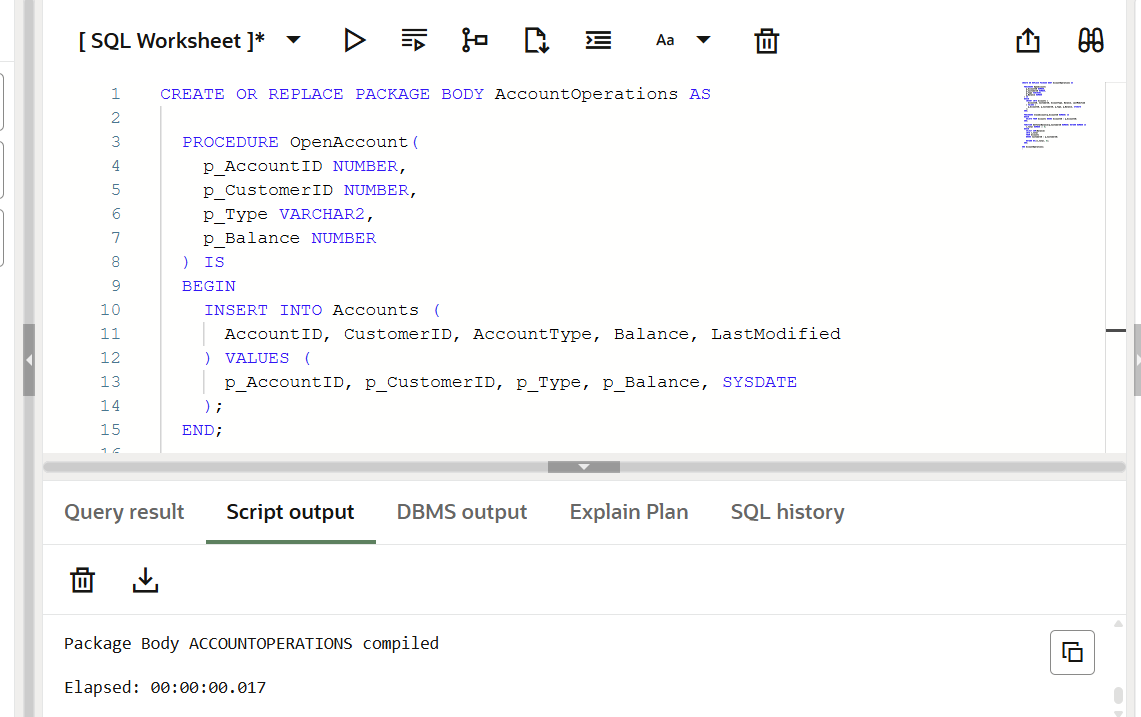 [ SQL Worksheet ]* Aa
1 CREATE OR REPLACE PACKAGE BODY AccountOperations AS
2
3 PROCEDURE OpenAccount(
4 p_AccountID NUMBER,
5 p_CustomerID NUMBER,
6 p_Type VARCHAR2,
7 p_Balance NUMBER
8 ) IS
9 BEGIN
10 INSERT INTO Accounts (
11 AccountID, CustomerID, AccountType, Balance, LastModified
12 ) VALUES (
13 p_AccountID, p_CustomerID, p_Type, p_Balance, SYSDATE
14 );
15 END;
Query result Script output DBMS output Explain Plan SQL history
Package Body ACCOUNTOPERATIONS compiled
Elapsed: 00:00:00.017